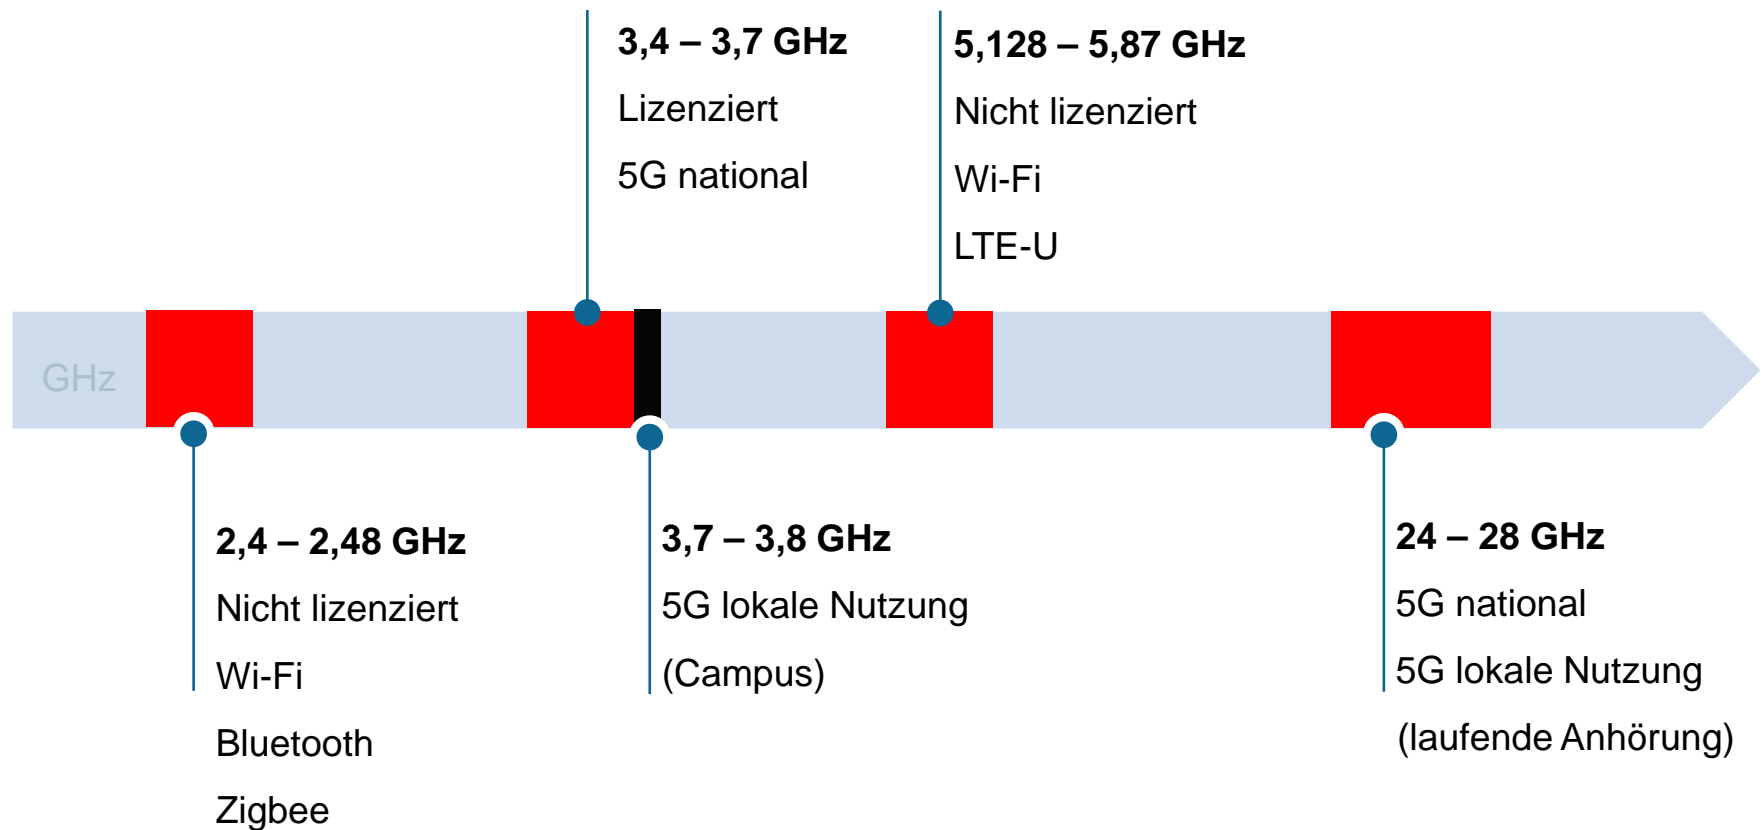 3,4 – 3,7 GHz
Lizenziert
5G national
5,128 – 5,87 GHz
Nicht lizenziert
Wi-Fi
LTE-U
GHz
2,4 – 2,48 GHz
Nicht lizenziert
Wi-Fi
Bluetooth
Zigbee
3,7 – 3,8 GHz
5G lokale Nutzung
(Campus)
24 – 28 GHz
5G national
5G lokale Nutzung
(laufende Anhörung)